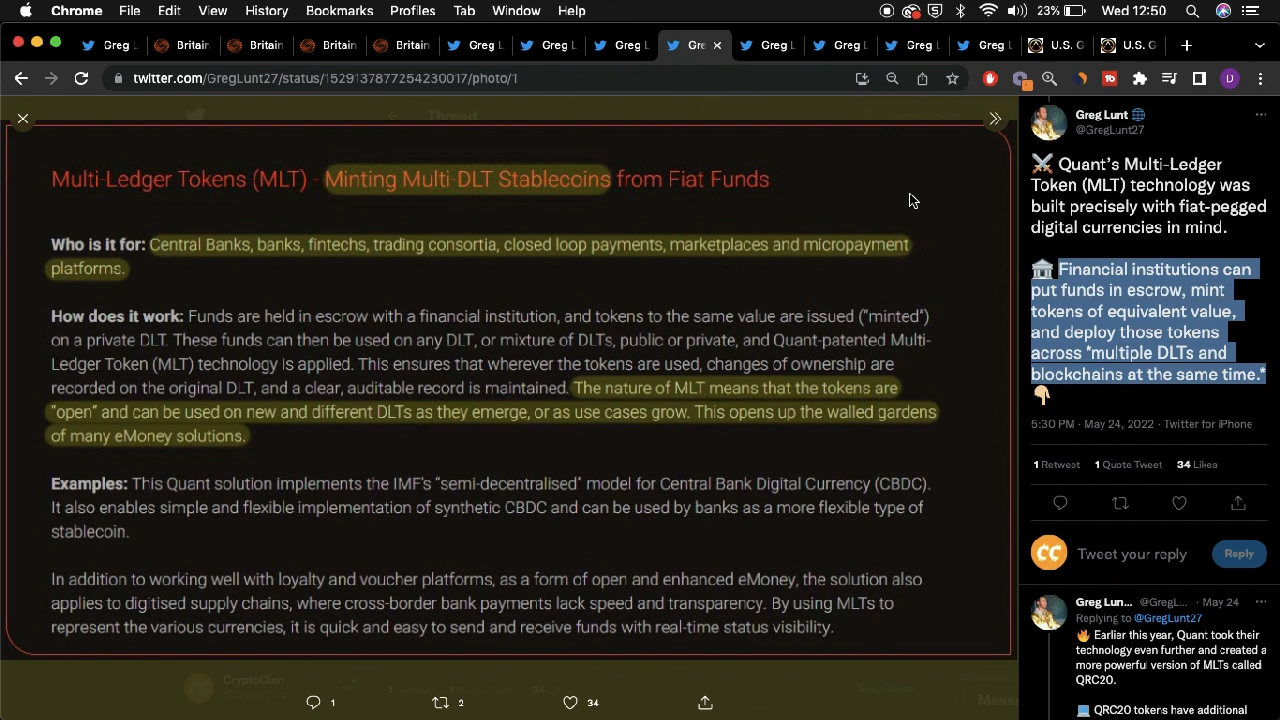 Chrome File Edit View History Bookmarks Profiles Tab Window Help 23% Wed 12:50
Greg L Britain Britain Britain Britain Greg L Greg L Greg L Gre Greg L Greg L Greg L Greg L U.S. G U.S. G
twitter.com/GregLunt27/status/1529137877254230017/photo/1
Thread
Multi-Ledger Tokens (MLT) - Minting Multi-DLT Stablecoins from Fiat Funds
Who is it for: Central Banks, banks, fintechs, trading consortia, closed loop payments, marketplaces and micropayment
platforms.
How does it work: Funds are held in escrow with a financial institution, and tokens to the same value are issued ("minted")
on a private DLT. These funds can then be used on any DLT, or mixture of DLTs, public or private, and Quant-patented Multi-
Ledger Token (MLT) technology is applied. This ensures that wherever the tokens are used, changes of ownership are
recorded on the original DLT, and a clear, auditable record is maintained. The nature of MLT means that the tokens are
"open" and can be used on new and different DLTs as they emerge, or as use cases grow. This opens up the walled gardens
of many eMoney solutions.
Examples: This Quant solution implements the IMF's "semi-decentralised" model for Central Bank Digital Currency (CBDC).
It also enables simple and flexible implementation of synthetic CBDC and can be used by banks as a more flexible type of
stablecoin.
In addition to working well with loyalty and voucher platforms, as a form of open and enhanced eMoney, the solution also
applies to digitised supply chains, where cross-border bank payments lack speed and transparency. By using MLTs to
represent the various currencies, it is quick and easy to send and receive funds with real-time status visibility.
CryptoClan
1 2 34
Greg Lunt
@GregLunt27
Quant's Multi-Ledger
Token (MLT) technology was
built precisely with fiat-pegged
digital currencies in mind.
Financial institutions can
put funds in escrow, mint
tokens of equivalent value,
and deploy those tokens
across *multiple DLTs and
blockchains at the same time.*
5:30 PM · May 24, 2022 · Twitter for iPhone
1 Retweet 1 Quote Tweet 34 Likes
CC Tweet your reply Reply
Greg Lun... @GregL... · May 24
Replying to @GregLunt27
Earlier this year, Quant took their
technology even further and created a
more powerful version of MLTs called
QRC20.
QRC20 tokens have additional